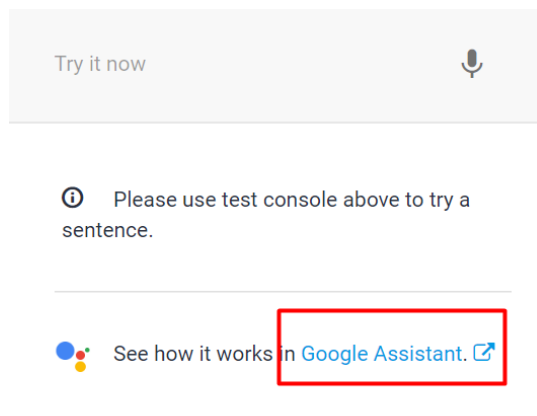 Try it now
Please use test console above to try a
sentence.
See how it works in Google Assistant.